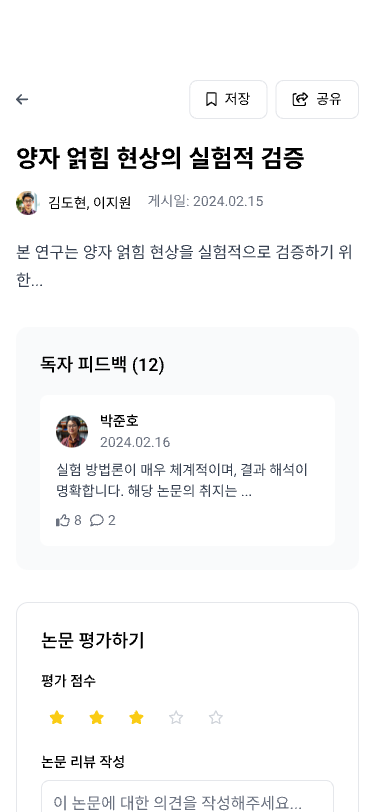 저장
공유
양자 얽힘 현상의 실험적 검증
김도현, 이지원
게시일: 2024.02.15
본 연구는 양자 얽힘 현상을 실험적으로 검증하기 위
한...
독자 피드백 (12)
박준호
2024.02.16
실험 방법론이 매우 체계적이며, 결과 해석이
명확합니다. 해당 논문의 취지는 ...
8
2
논문 평가하기
평가 점수
논문 리뷰 작성
이 논문에 대한 의견을 작성해주세요...